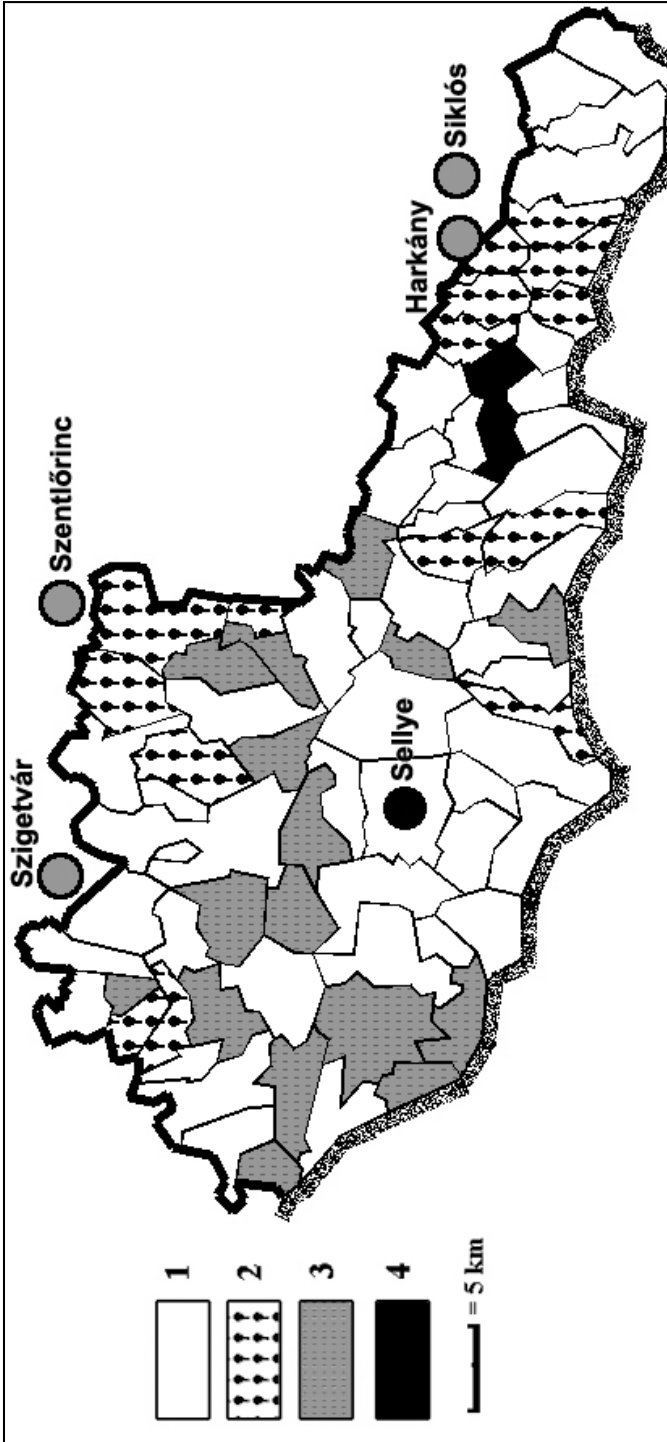 Szigetvár
Szentlőrinc
Harkány
Siklós
Sellye
1
2
3
4
= 5 km